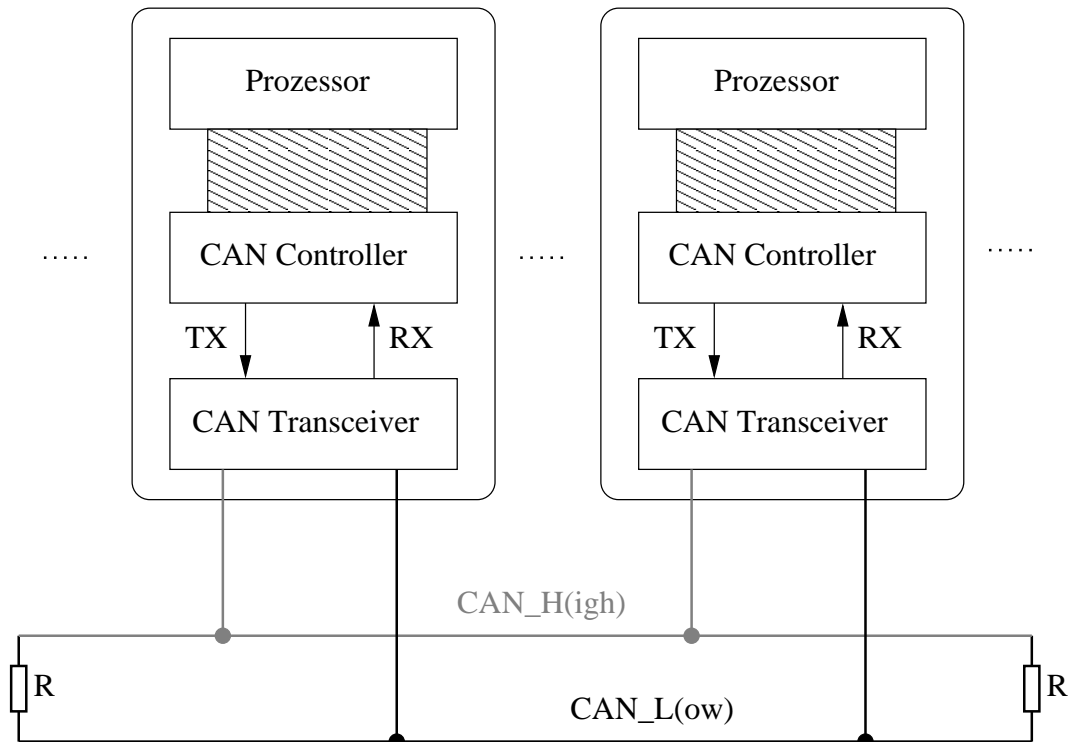 Prozessor
Prozessor
CAN Controller
CAN Controller
.....
.....
.....
TX
RX
TX
RX
CAN Transceiver
CAN Transceiver
CAN_H(igh)
R
R
CAN_L(ow)